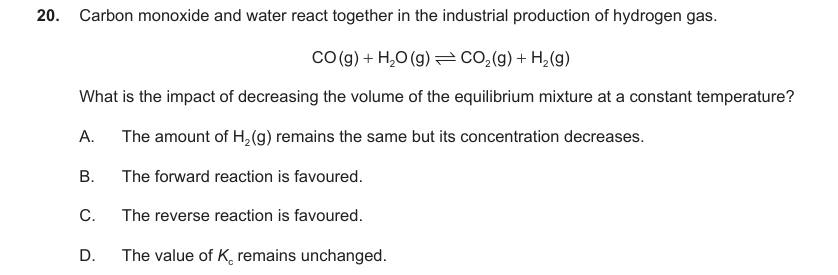 20. Carbon monoxide and water react together in the industrial production of hydrogen gas.
CO(g) + H₂O(g) ⇌ CO₂(g) + H₂(g)
What is the impact of decreasing the volume of the equilibrium mixture at a constant temperature?
A. The amount of H₂(g) remains the same but its concentration decreases.
B. The forward reaction is favoured.
C. The reverse reaction is favoured.
D. The value of K꜀ remains unchanged.